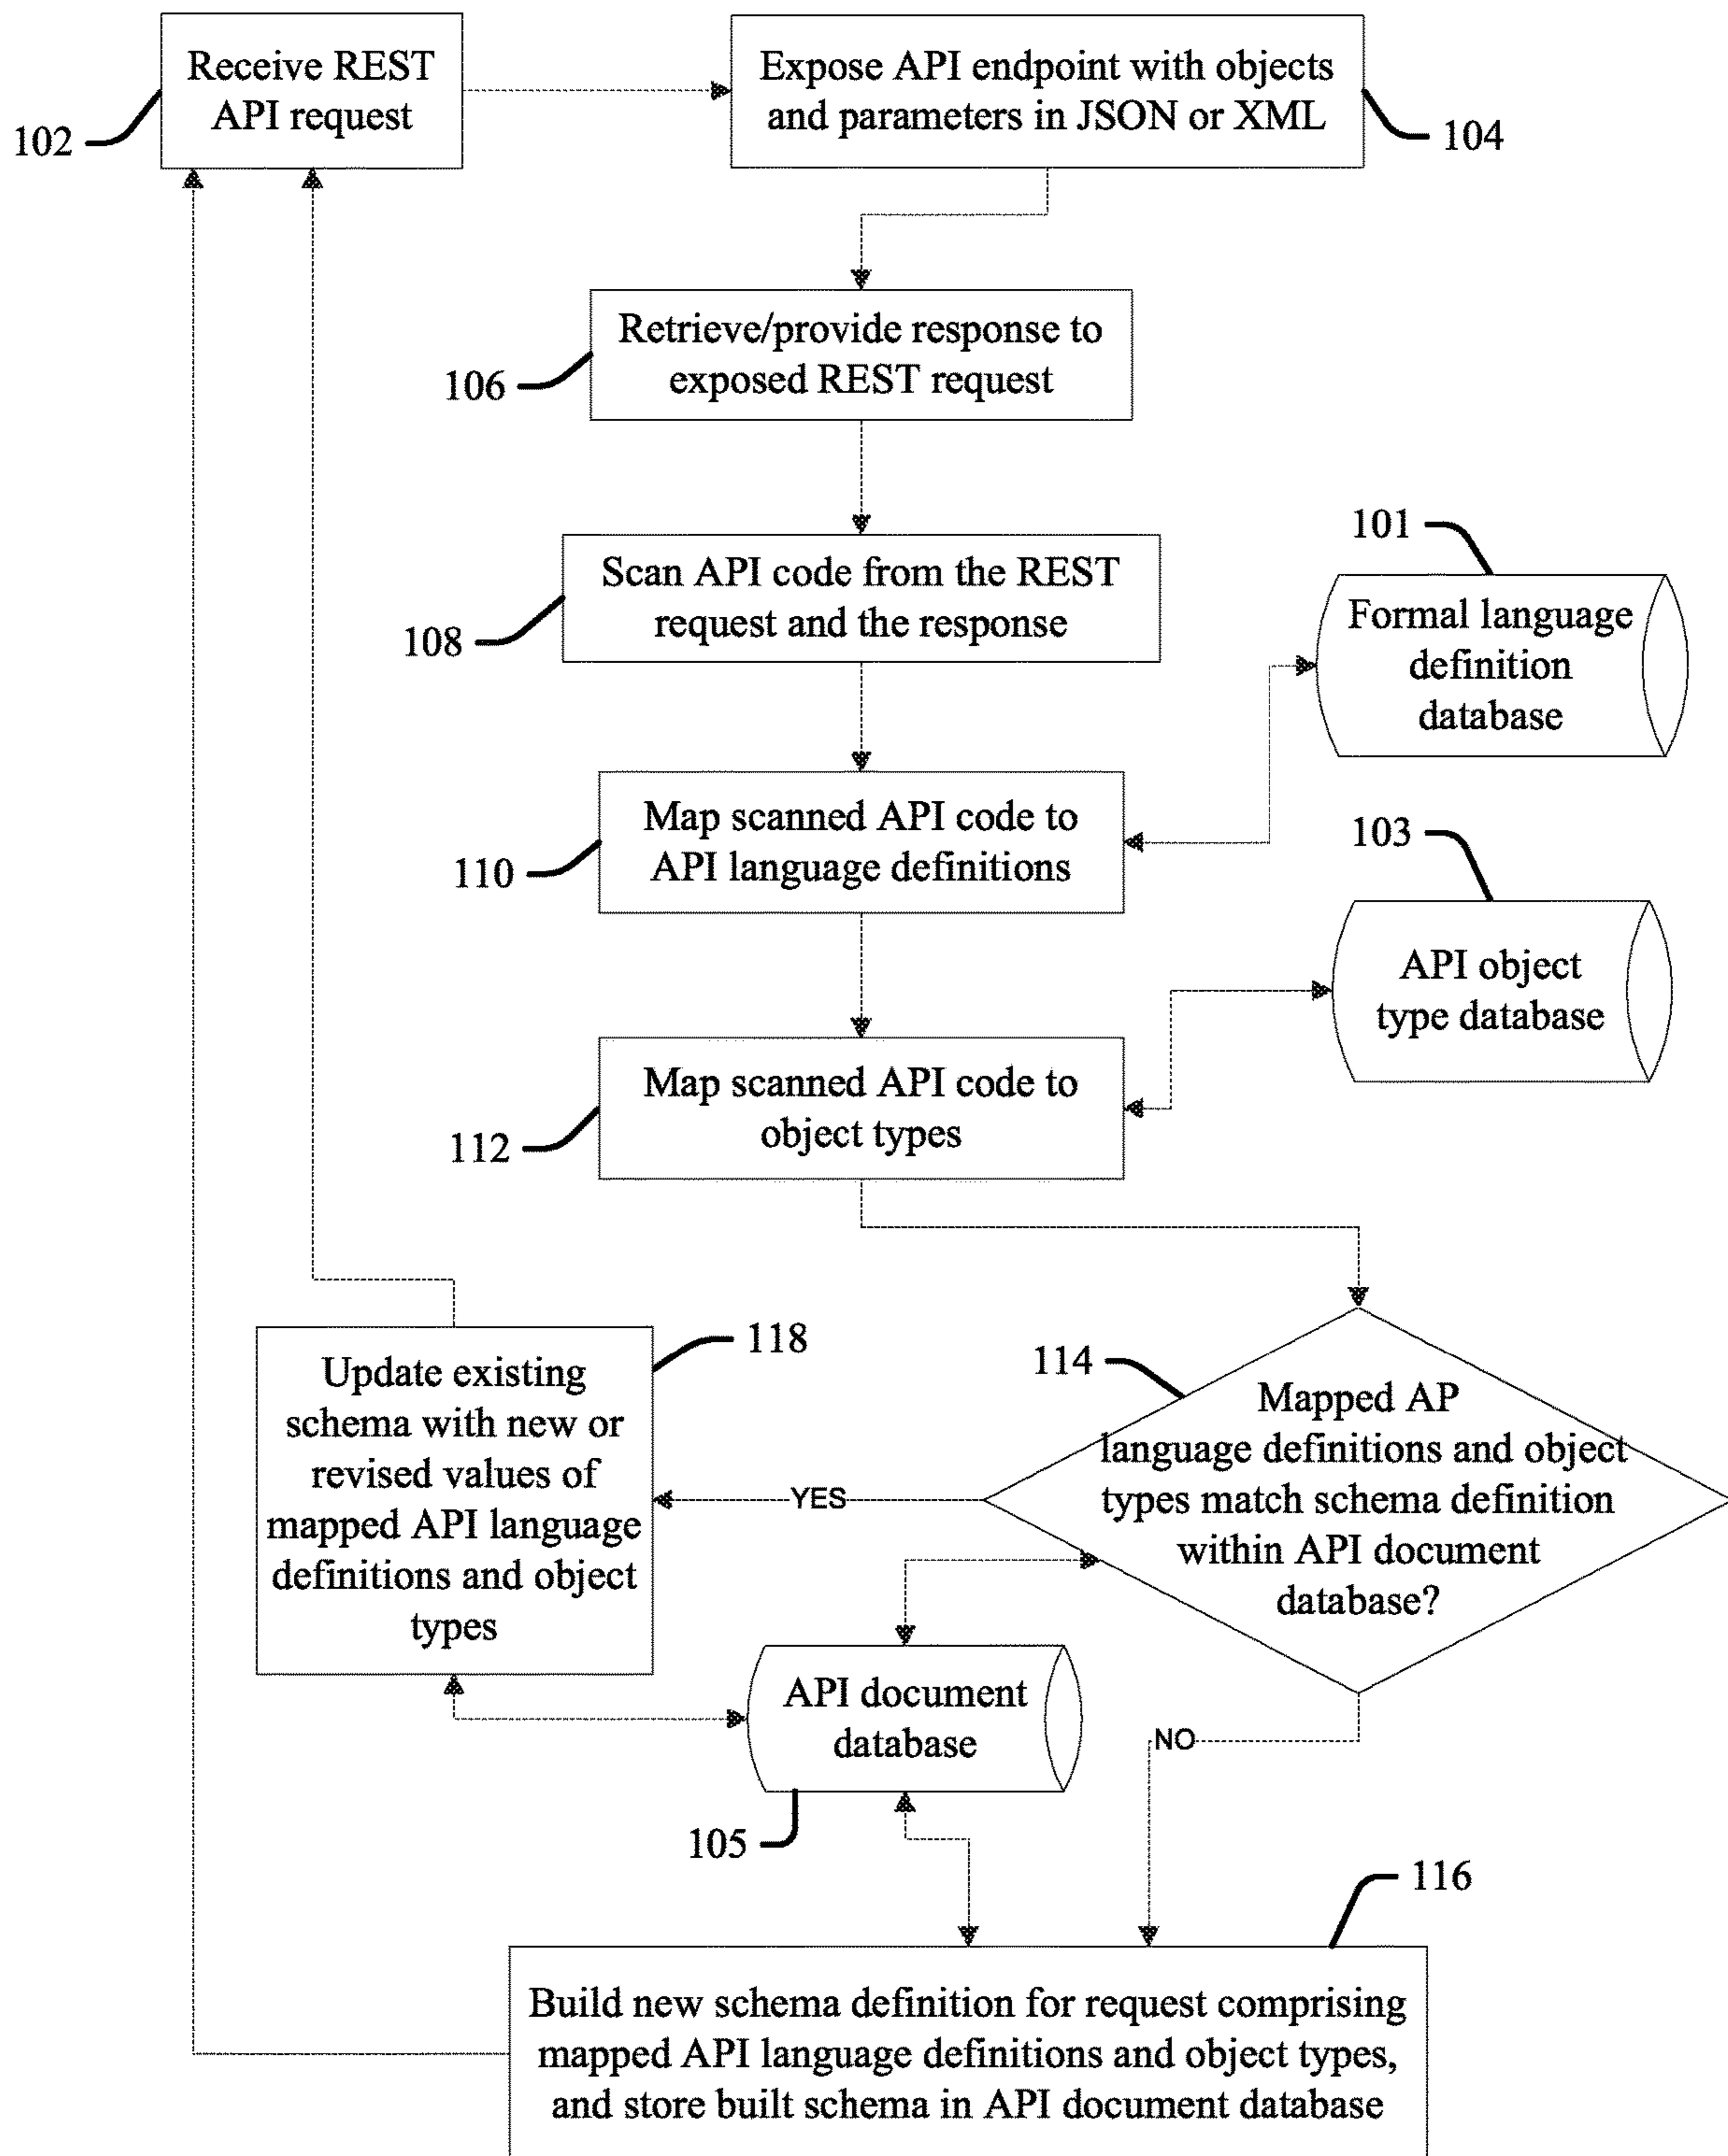 Receive REST
API request
102
Expose API endpoint with objects
and parameters in JSON or XML
104
Retrieve/provide response to
exposed REST request
106
Scan API code from the REST
request and the response
108
101
Formal language
definition
database
Map scanned API code to
API language definitions
110
103
API object
type database
Map scanned API code to
object types
112
114
Mapped AP
language definitions and object
types match schema definition
within API document
database?
YES
118
Update existing
schema with new or
revised values of
mapped API language
definitions and object
types
API document
database
105
NO
116
Build new schema definition for request comprising
mapped API language definitions and object types,
and store built schema in API document database